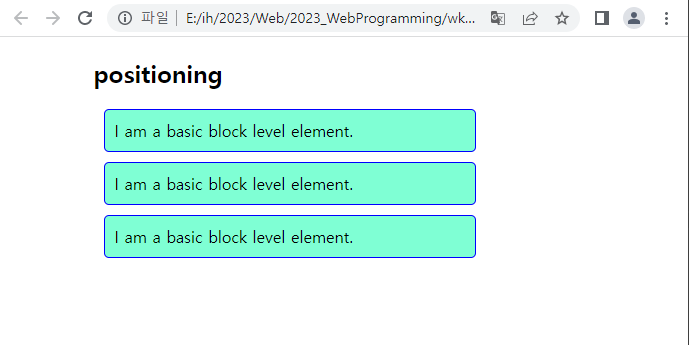 파일 E:/ih/2023/Web/2023_WebProgramming/wk...
positioning
I am a basic block level element.
I am a basic block level element.
I am a basic block level element.